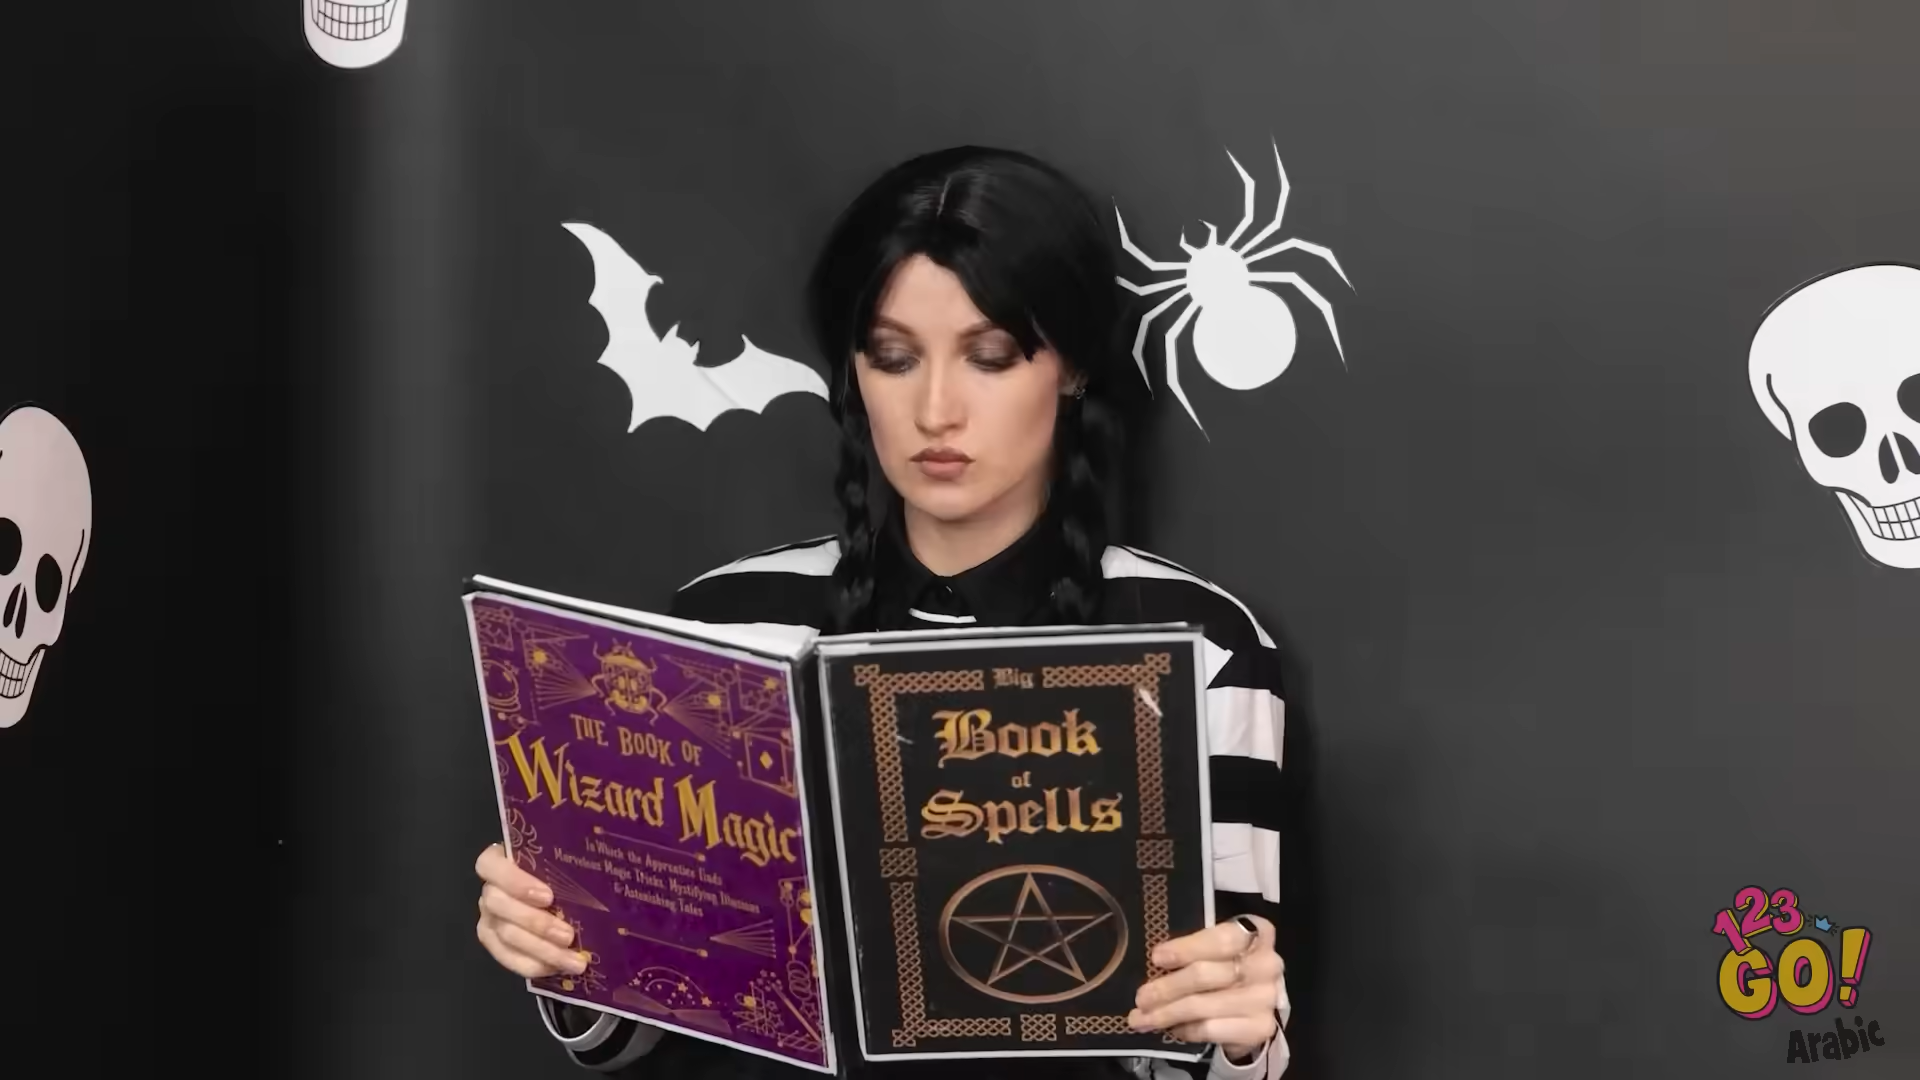 THE BOOK OF
Wizard Magic
In Which the Apprentice Finds
Marvelous Magic Tricks, Mystifying Illusions
& Astonishing Tales
Big
Book
of
Spells
123
GO!
Arabic